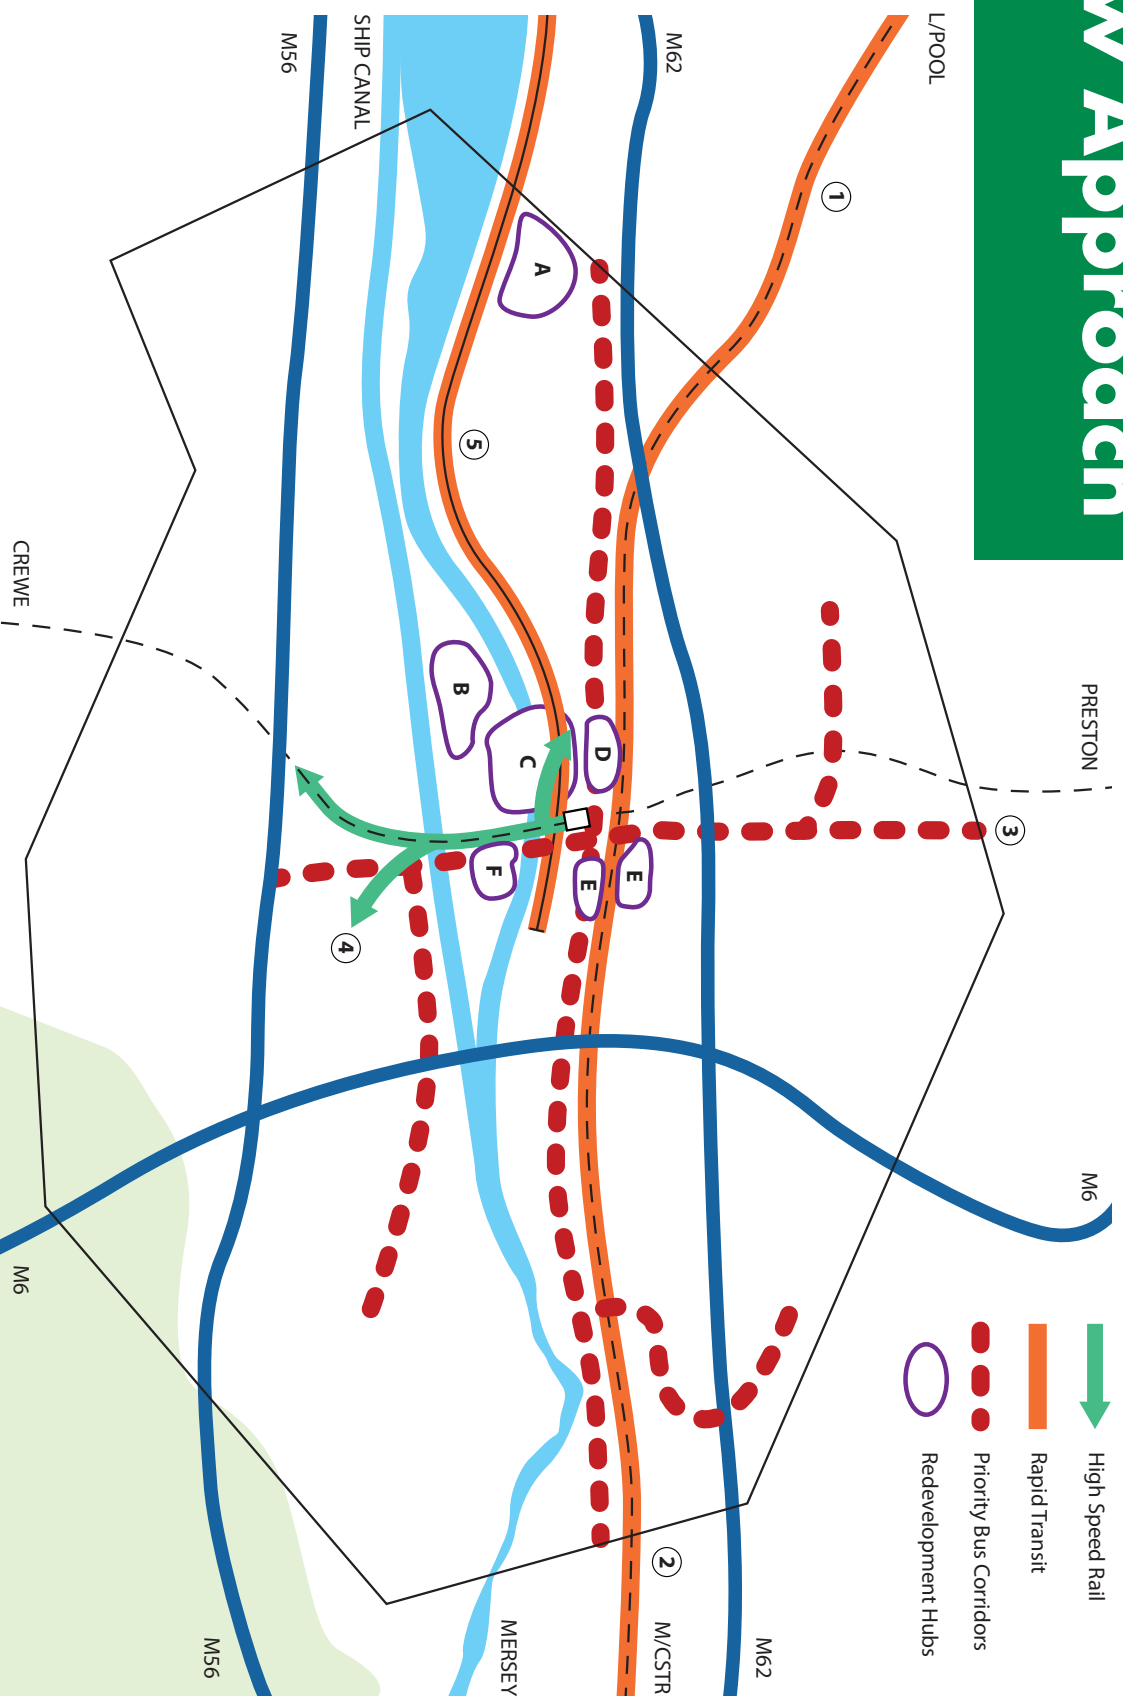 w Approach
L/POOL
M62
SHIP CANAL
M56
1
A
5
CREWE
PRESTON
B
C
D
3
E
E
F
4
M6
M6
High Speed Rail
Rapid Transit
Priority Bus Corridors
Redevelopment Hubs
2
M/CSTR
M62
MERSEY
M56